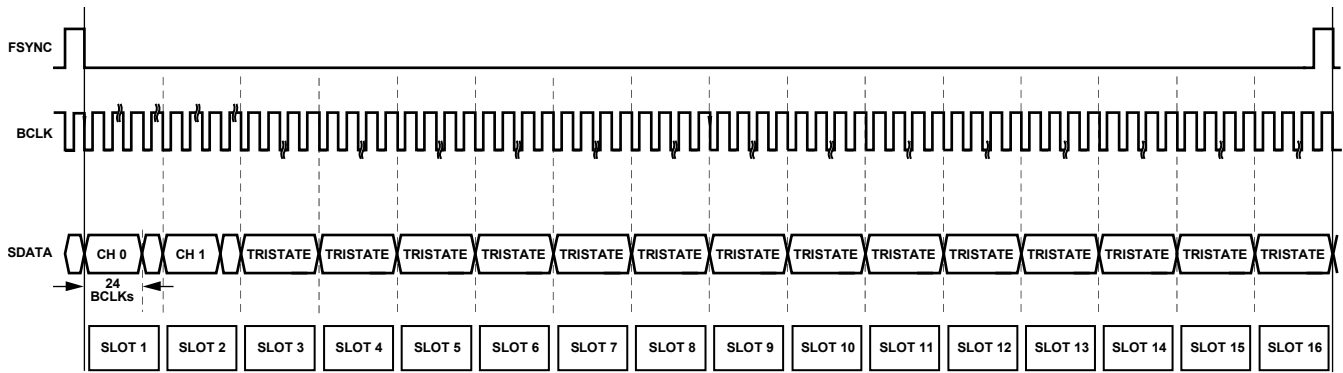 FSYNC
BCLK
SDATA
CH 0
CH 1
TRISTATE
TRISTATE
TRISTATE
TRISTATE
TRISTATE
TRISTATE
TRISTATE
TRISTATE
TRISTATE
TRISTATE
TRISTATE
TRISTATE
TRISTATE
TRISTATE
24
BCLKs
SLOT 1
SLOT 2
SLOT 3
SLOT 4
SLOT 5
SLOT 6
SLOT 7
SLOT 8
SLOT 9
SLOT 10
SLOT 11
SLOT 12
SLOT 13
SLOT 14
SLOT 15
SLOT 16